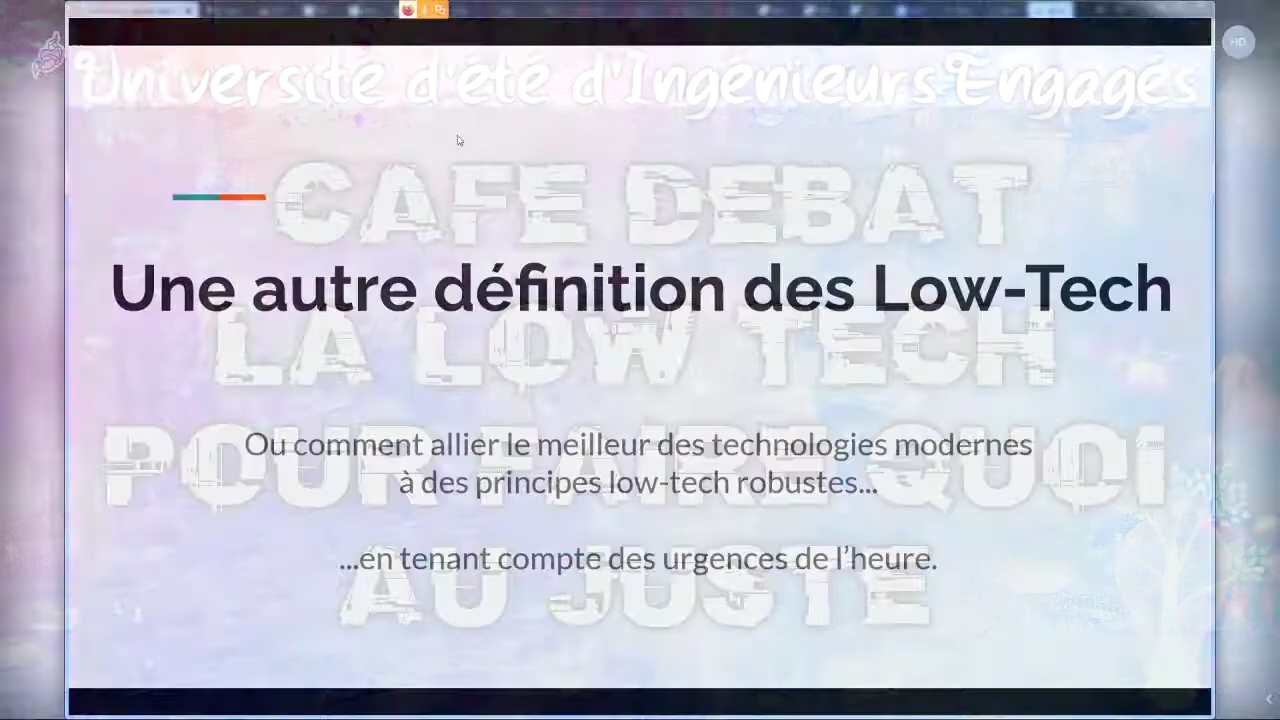 Université d'été d'Ingénieurs Engagés
HD
CAFE DEBAT
Une autre définition des Low-Tech
LA LOW TECH
Ou comment allier le meilleur des technologies modernes
POUR FAIRE QUOI
à des principes low-tech robustes...
...en tenant compte des urgences de l’heure.
AU JUSTE